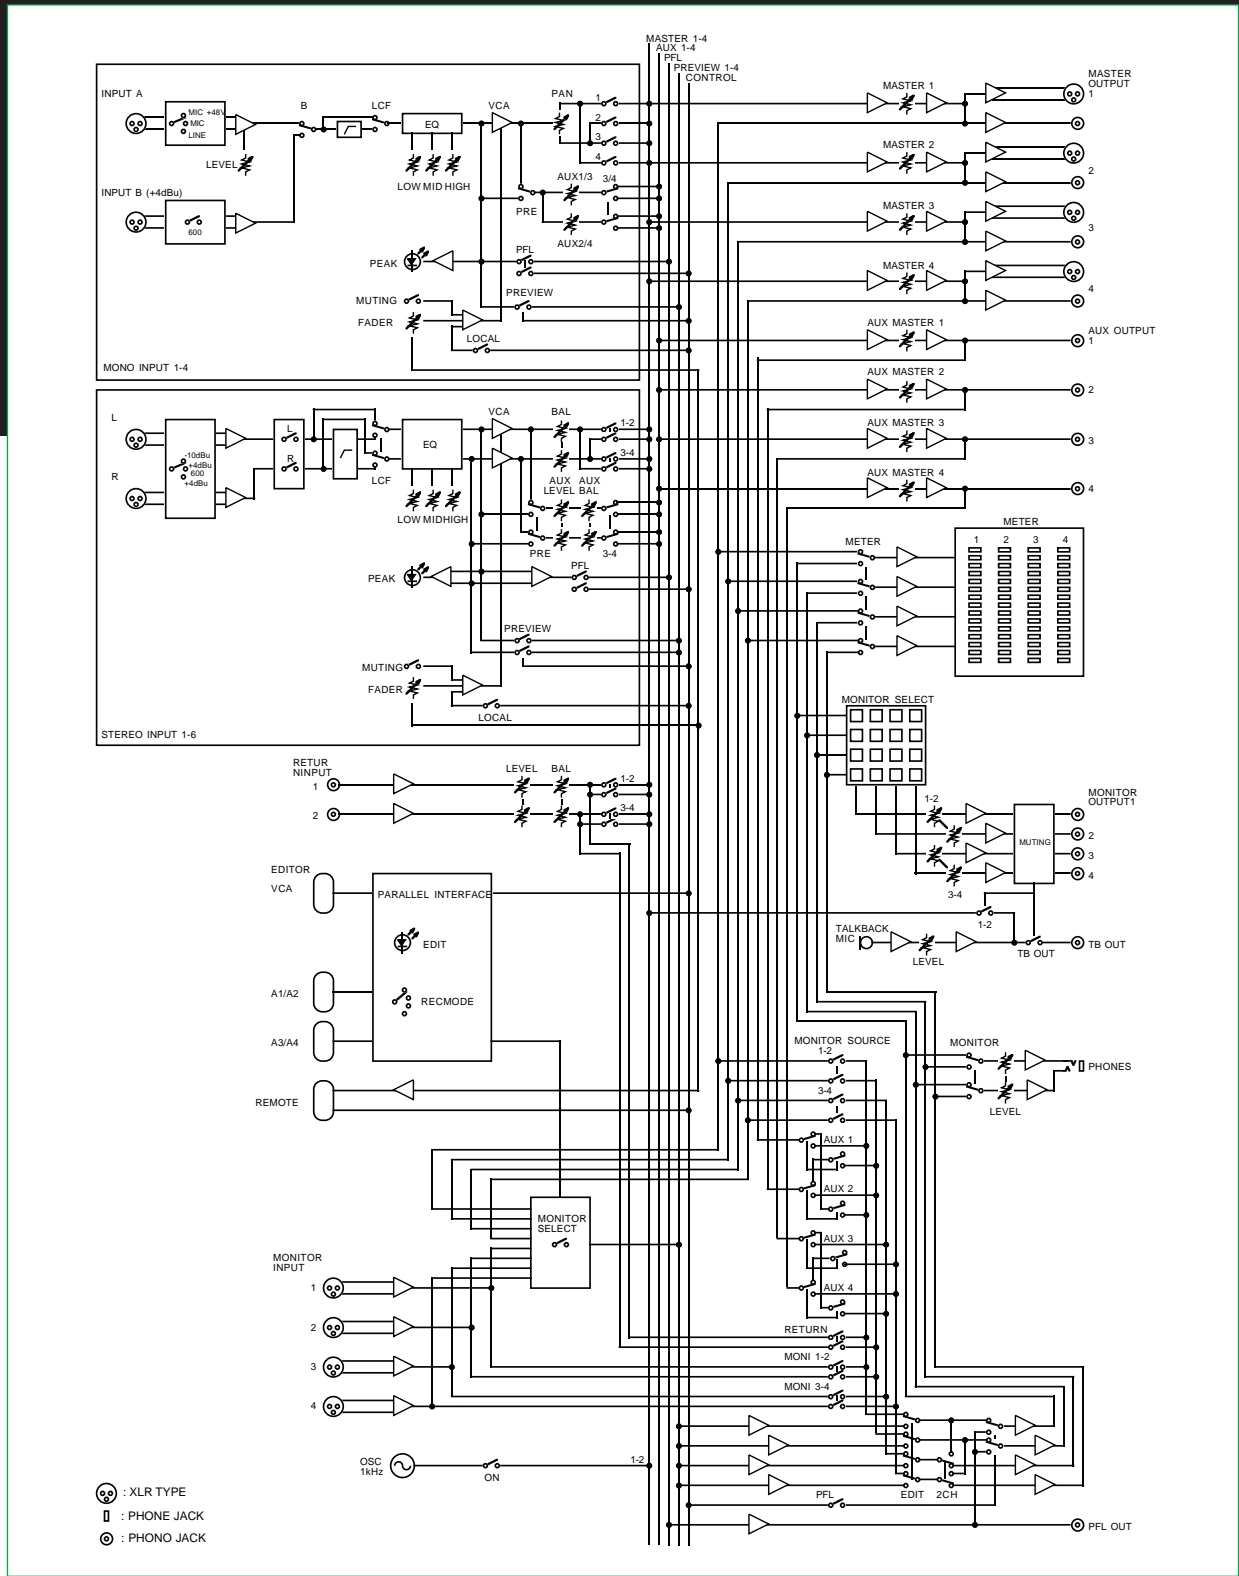 MASTER 1-4
AUX 1-4
PFL
PREVIEW 1-4
CONTROL
INPUT A
MIC +48V
MIC
LINE
LEVEL
B
LCF
EQ
LOW MID HIGH
VCA
PAN
1
2
3
4
INPUT B (+4dBu)
600
AUX1/3
3/4
PRE
AUX2/4
PEAK
PFL
MUTING
PREVIEW
FADER
LOCAL
MONO INPUT 1-4
L
R
-10dBu
+4dBu
600
+4dBu
L
R
LCF
EQ
LOW MIDHIGH
VCA
BAL
1-2
3-4
AUX LEVEL
AUX BAL
PRE
3-4
PEAK
PFL
PREVIEW
MUTING
FADER
LOCAL
STEREO INPUT 1-6
RETUR
NINPUT
1
2
LEVEL
BAL
1-2
3-4
EDITOR
VCA
PARALLEL INTERFACE
EDIT
A1/A2
RECMODE
A3/A4
REMOTE
MONITOR
SELECT
MONITOR
INPUT
1
2
3
4
OSC
1kHz
ON
1-2
: XLR TYPE
: PHONE JACK
: PHONO JACK
MASTER 1
MASTER
OUTPUT
1
MASTER 2
2
MASTER 3
3
MASTER 4
4
AUX MASTER 1
AUX OUTPUT
1
AUX MASTER 2
2
AUX MASTER 3
3
AUX MASTER 4
4
METER
METER
1 2 3 4
MONITOR SELECT
1-2
3-4
MUTING
MONITOR
OUTPUT1
2
3
4
1-2
TALKBACK
MIC
LEVEL
TB OUT
TB OUT
MONITOR SOURCE
1-2
3-4
MONITOR
LEVEL
PHONES
AUX 1
AUX 2
AUX 3
AUX 4
RETURN
MONI 1-2
MONI 3-4
EDIT
2CH
PFL
PFL OUT